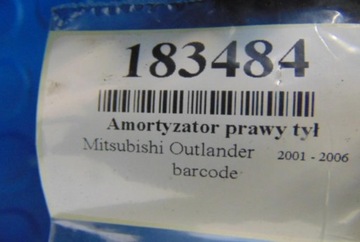 183484
Amortyzator prawy tył
Mitsubishi Outlander 2001 - 2006
barcode